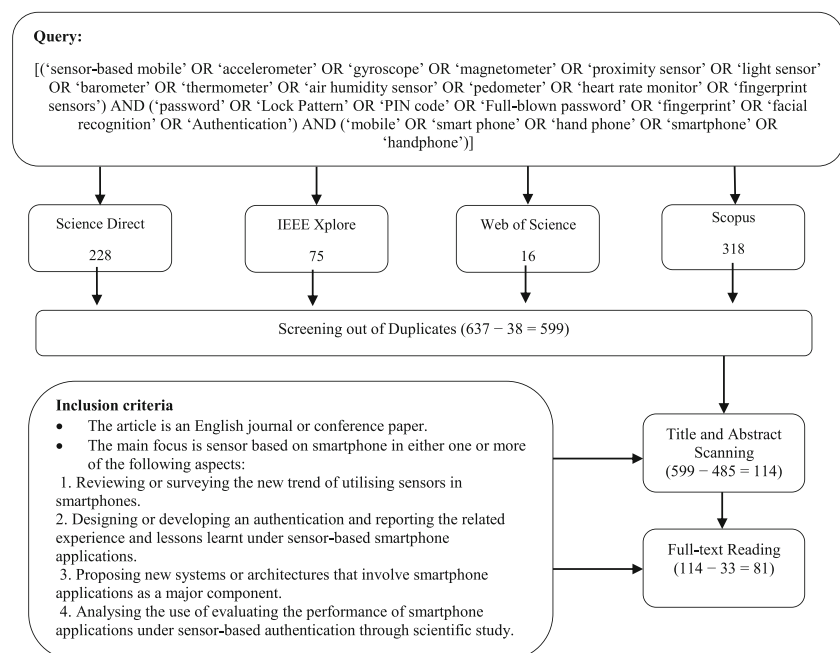 Query:
[(‘sensor-based mobile’ OR ‘accelerometer’ OR ‘gyroscope’ OR ‘magnetometer’ OR ‘proximity sensor’ OR ‘light sensor’
OR ‘barometer’ OR ‘thermometer’ OR ‘air humidity sensor’ OR ‘pedometer’ OR ‘heart rate monitor’ OR ‘fingerprint
sensors’) AND (‘password’ OR ‘Lock Pattern’ OR ‘PIN code’ OR ‘Full-blown password’ OR ‘fingerprint’ OR ‘facial
recognition’ OR ‘Authentication’) AND (‘mobile’ OR ‘smart phone’ OR ‘hand phone’ OR ‘smartphone’ OR
‘handphone’)]
Science Direct
228
IEEE Xplore
75
Web of Science
16
Scopus
318
Screening out of Duplicates (637 − 38 = 599)
Inclusion criteria
• The article is an English journal or conference paper.
• The main focus is sensor based on smartphone in either one or more
of the following aspects:
1. Reviewing or surveying the new trend of utilising sensors in
smartphones.
2. Designing or developing an authentication and reporting the related
experience and lessons learnt under sensor-based smartphone
applications.
3. Proposing new systems or architectures that involve smartphone
applications as a major component.
4. Analysing the use of evaluating the performance of smartphone
applications under sensor-based authentication through scientific study.
Title and Abstract
Scanning
(599 − 485 = 114)
Full-text Reading
(114 − 33 = 81)